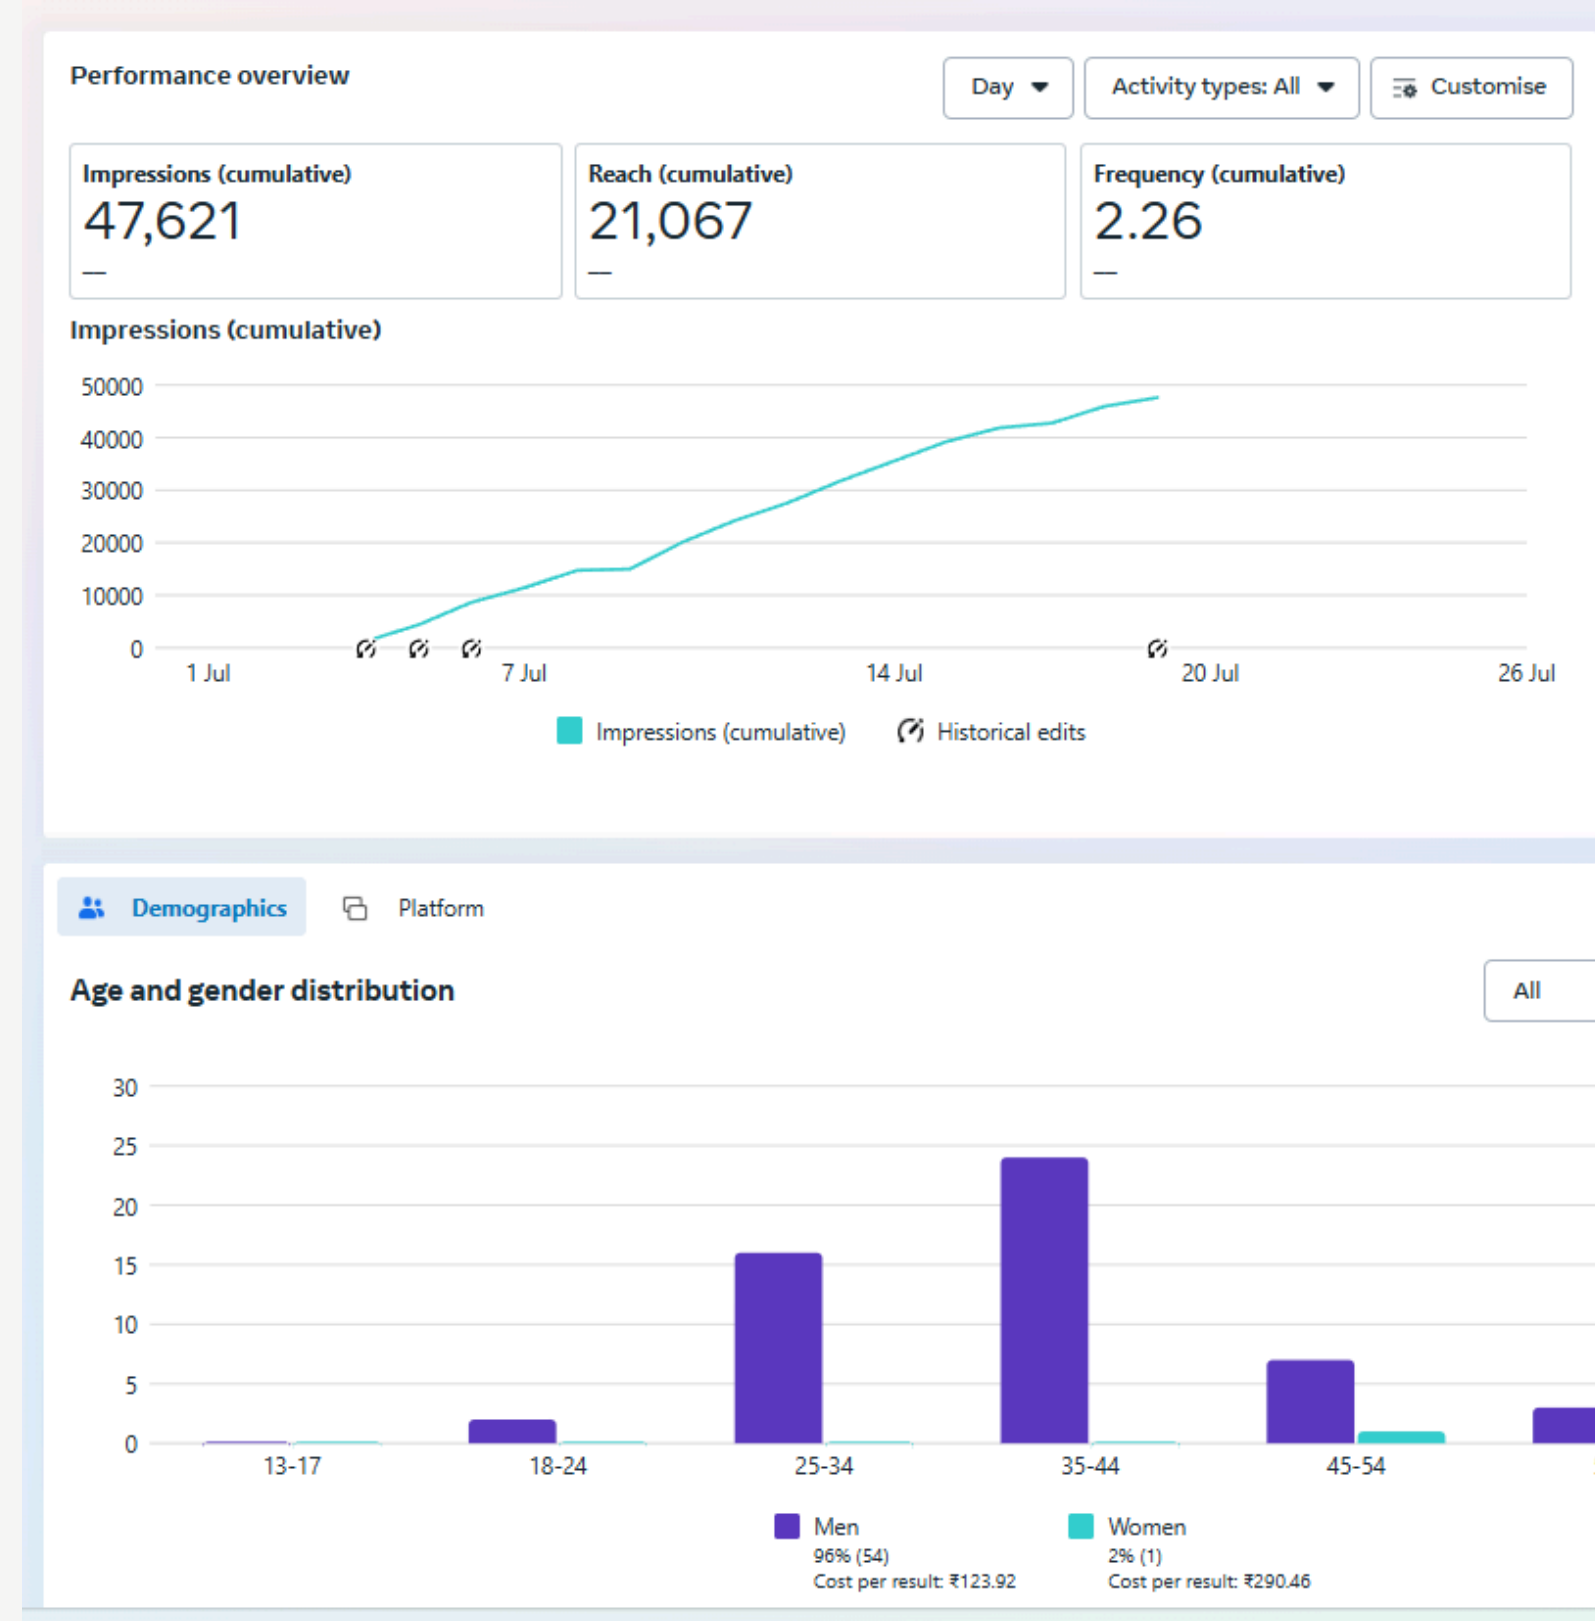 Performance overview
Day
Activity types: All
Customise
Impressions (cumulative)
47,621
—
Reach (cumulative)
21,067
—
Frequency (cumulative)
2.26
—
Impressions (cumulative)
50000
40000
30000
20000
10000
0
1 Jul
7 Jul
14 Jul
20 Jul
26 Jul
Impressions (cumulative)
Historical edits
Demographics
Platform
Age and gender distribution
All
30
25
20
15
10
5
0
13-17
18-24
25-34
35-44
45-54
Men
96% (54)
Cost per result: ₹123.92
Women
2% (1)
Cost per result: ₹290.46